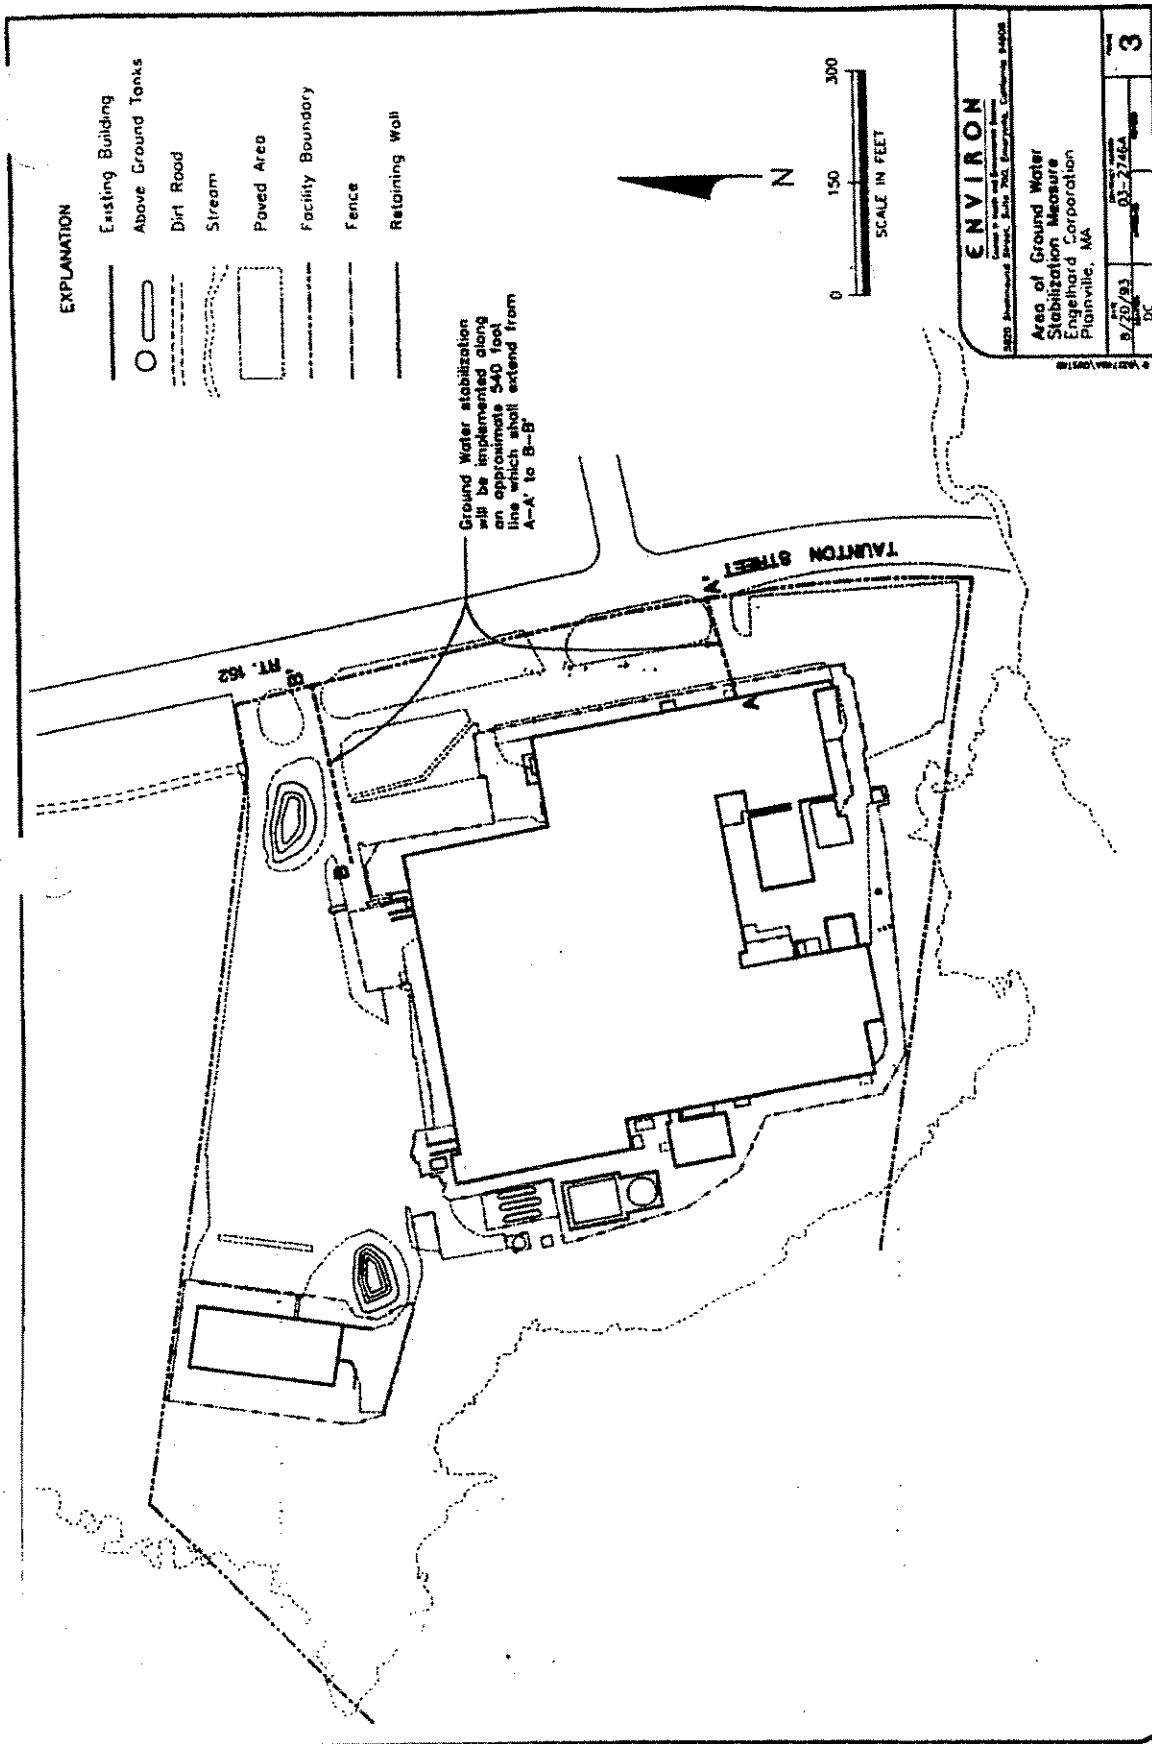 EXPLANATION
Existing Building
Above Ground Tanks
Dirt Road
Stream
Paved Area
Facility Boundary
Fence
Retaining Wall
Ground Water stabilization
will be implemented along
an approximate 540 foot
line which shall extend from
A-A' to B-B'
RT. 152
TAUNTON STREET
B'
B
A'
A
N
0 150 300
SCALE IN FEET
ENVIRON
Area of Ground Water
Stabilization Measure
Engelhard Corporation
Plainville, MA
8/20/93
03-2746A
DC
3